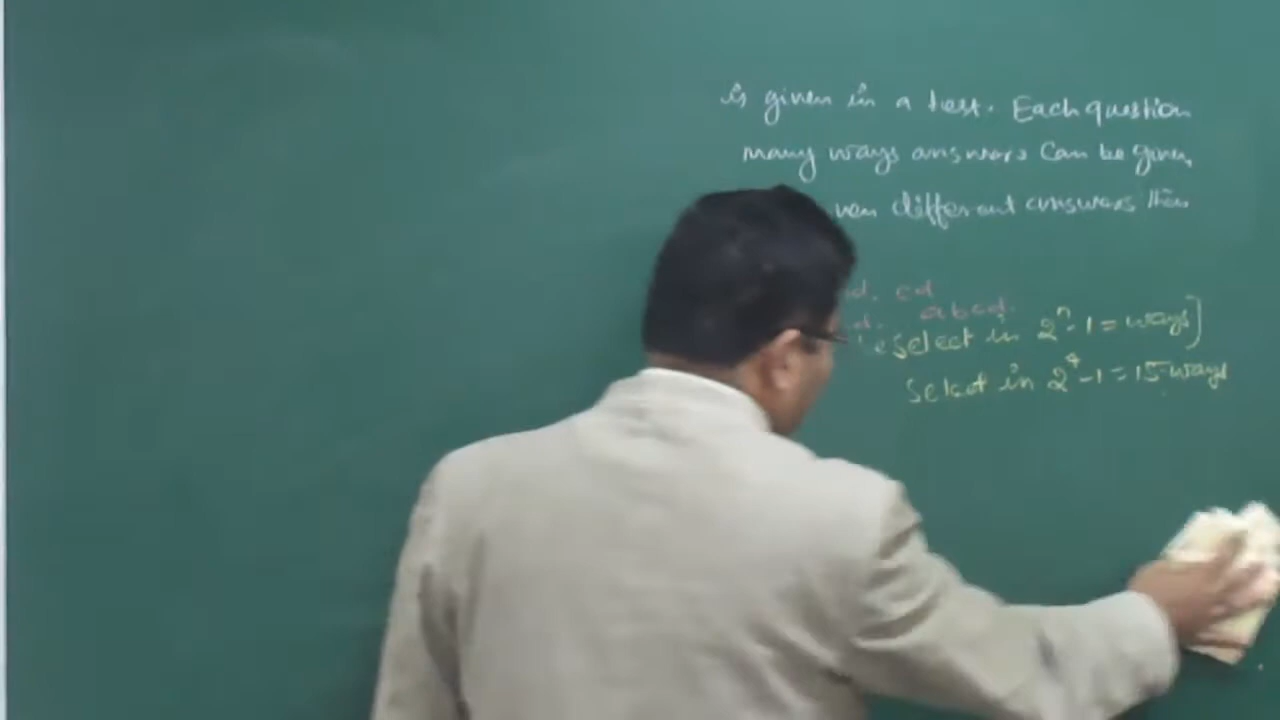 is given in a test. Each question
many ways answers can be given,
ven different answers then
d. cd
d. abcd.
select in 2ⁿ-1 = ways]
Select in 2⁴-1 = 15 ways